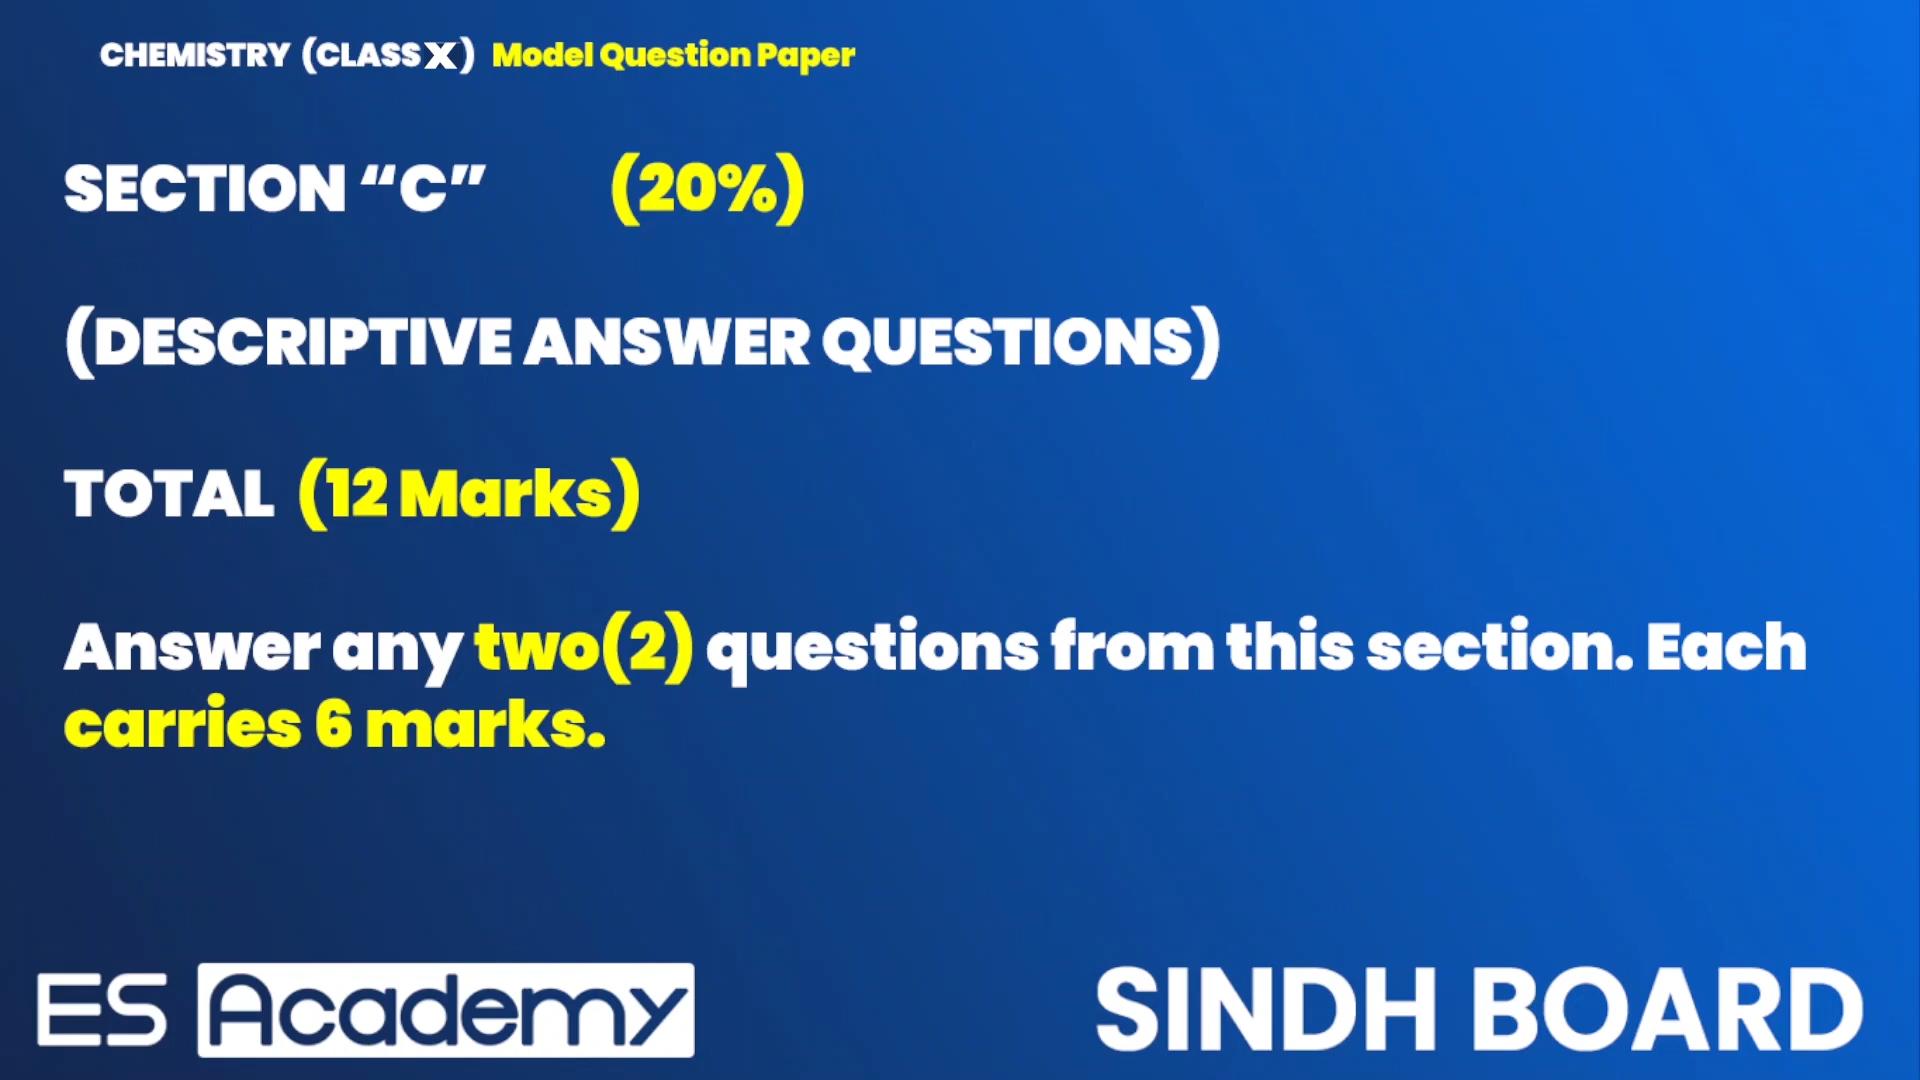 CHEMISTRY (CLASS X) Model Question Paper
SECTION “C” (20%)
(DESCRIPTIVE ANSWER QUESTIONS)
TOTAL (12 Marks)
Answer any two(2) questions from this section. Each
carries 6 marks.
ES Academy
SINDH BOARD